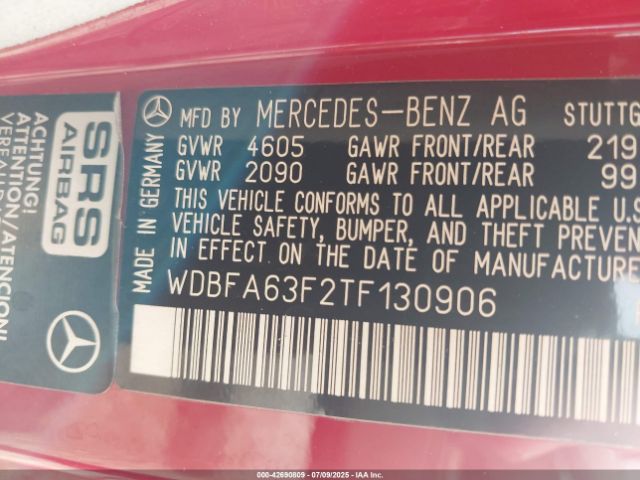 MFD BY MERCEDES-BENZ AG STUTTG
GVWR 4605 GAWR FRONT/REAR 219
GVWR 2090 GAWR FRONT/REAR 99
THIS VEHICLE CONFORMS TO ALL APPLICABLE U.S
VEHICLE SAFETY, BUMPER, AND THEFT PREVEN
IN EFFECT ON THE DATE OF MANUFACTURE
WDBFA63F2TF130906
MADE IN GERMANY
SRS
AIRBAG
ACHTUNG!
ATTENTION!
000-42690809 - 07/09/2025 - IAA Inc.